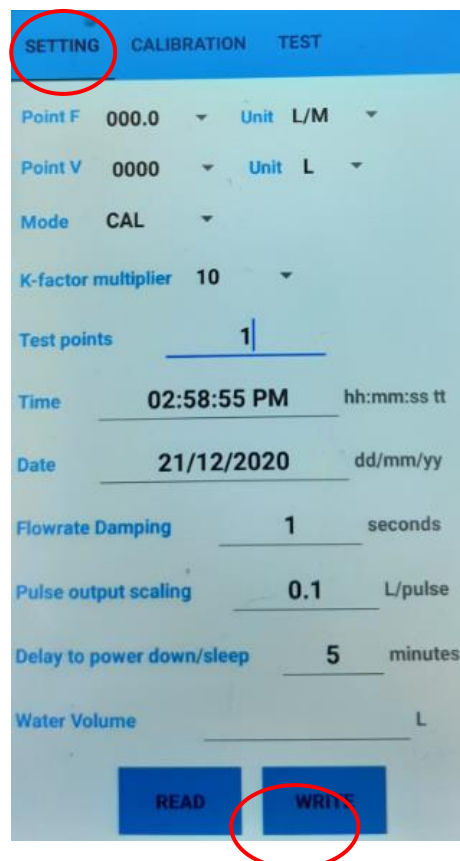 SETTING CALIBRATION TEST
Point F 000.0 Unit L/M
Point V 0000 Unit L
Mode CAL
K-factor multiplier 10
Test points 1
Time 02:58:55 PM hh:mm:ss tt
Date 21/12/2020 dd/mm/yy
Flowrate Damping 1 seconds
Pulse output scaling 0.1 L/pulse
Delay to power down/sleep 5 minutes
Water Volume L
READ WRITE